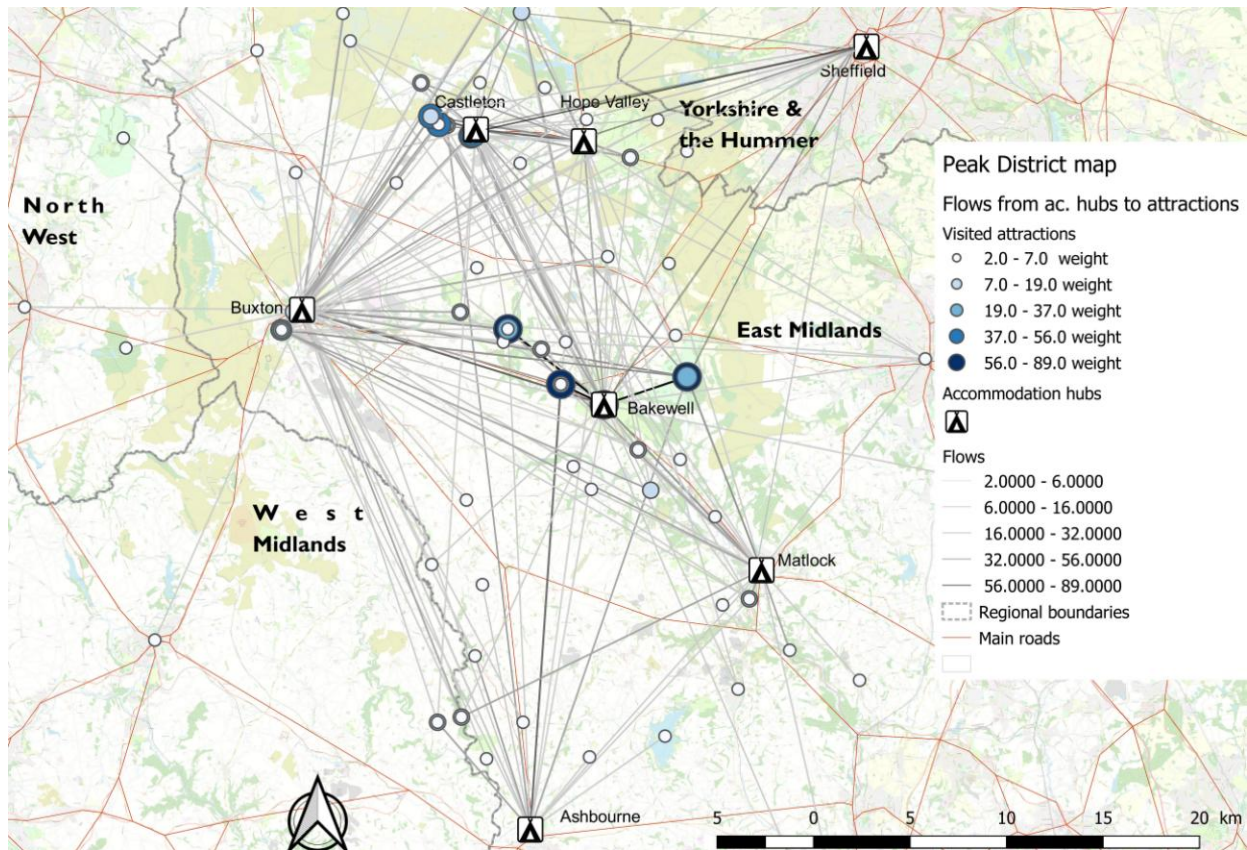 Sheffield
Castleton
Hope Valley
Yorkshire &
the Hummer
North
West
Buxton
East Midlands
Bakewell
West
Midlands
Matlock
Ashbourne
Peak District map
Flows from ac. hubs to attractions
Visited attractions
2.0 - 7.0 weight
7.0 - 19.0 weight
19.0 - 37.0 weight
37.0 - 56.0 weight
56.0 - 89.0 weight
Accommodation hubs
Flows
2.0000 - 6.0000
6.0000 - 16.0000
16.0000 - 32.0000
32.0000 - 56.0000
56.0000 - 89.0000
Regional boundaries
Main roads
5 0 5 10 15 20 km